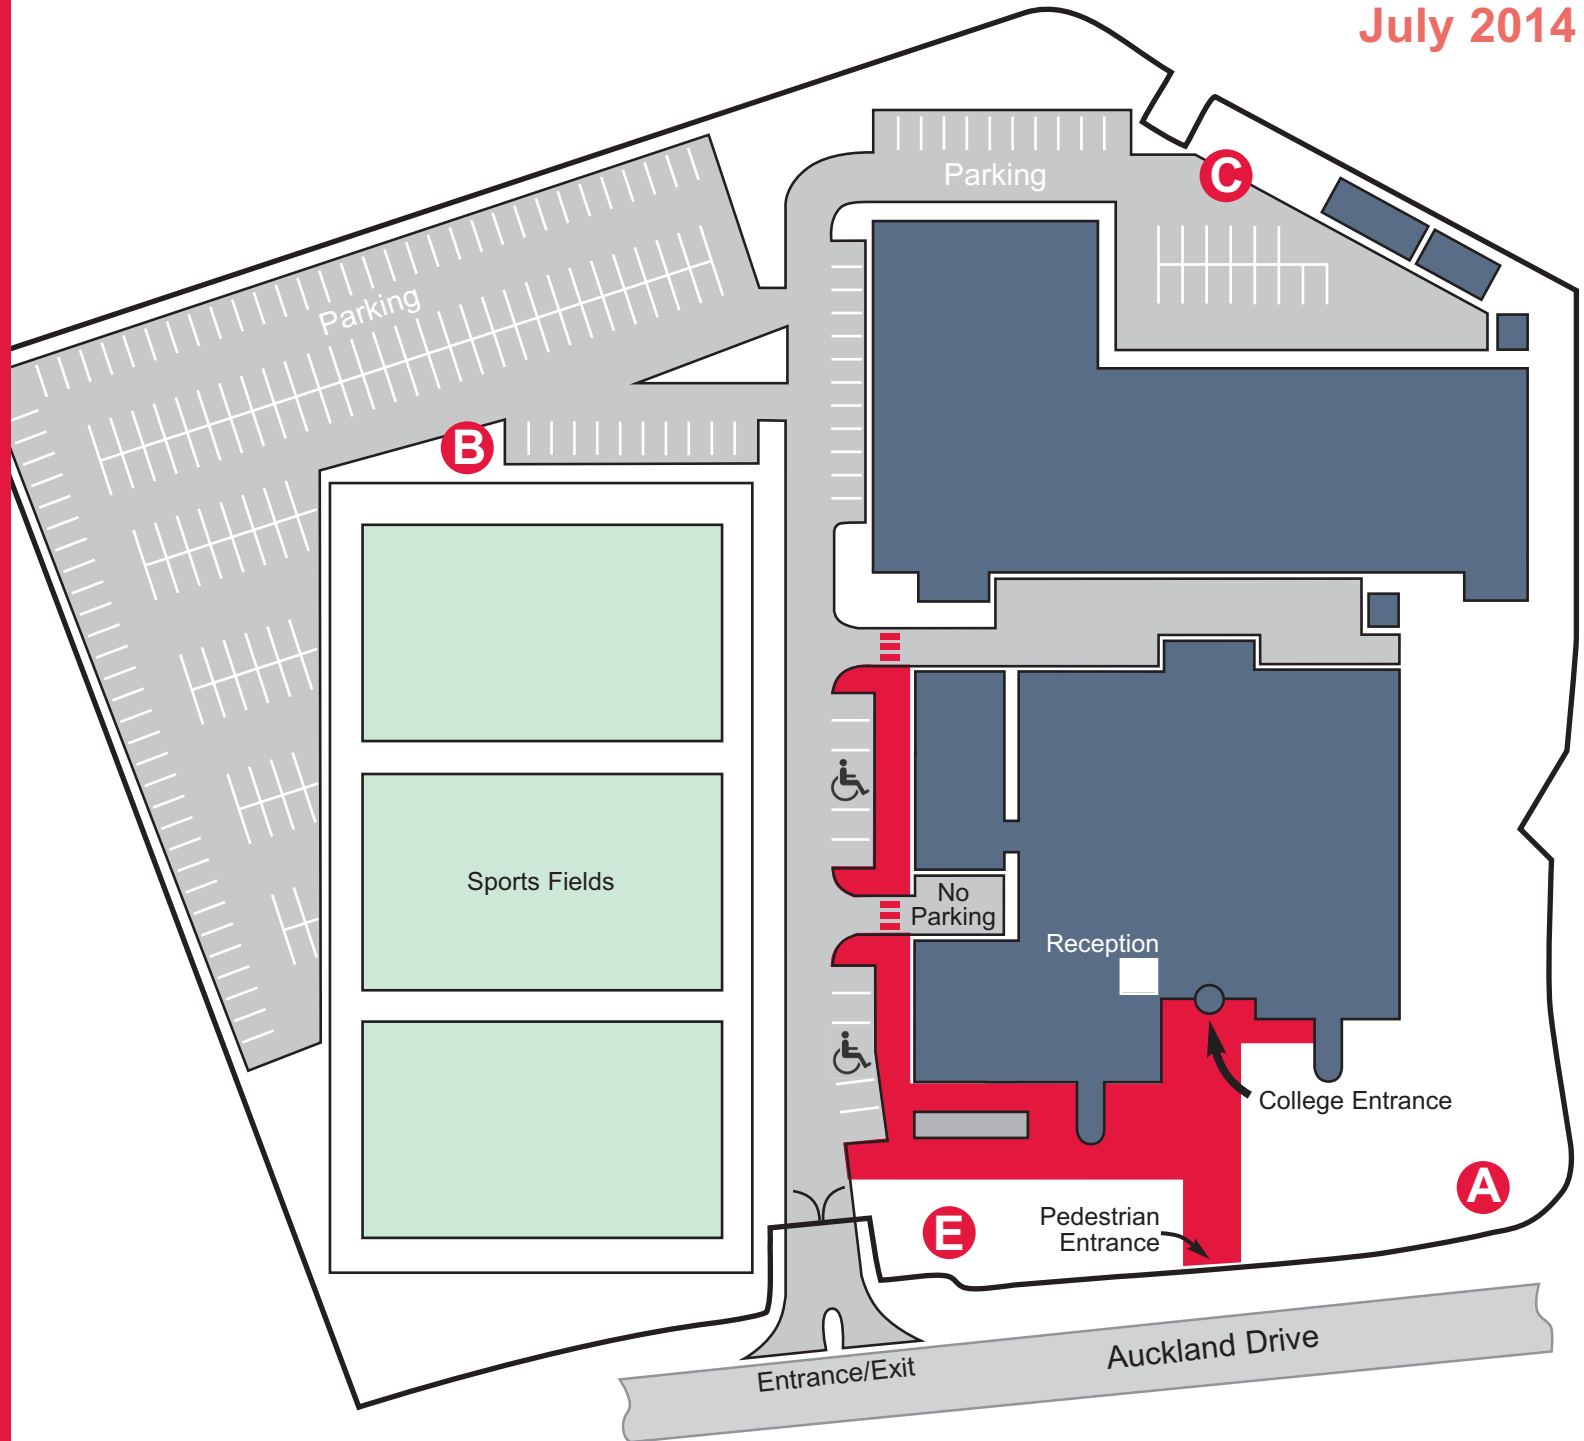 July 2014
Parking
C
Parking
B
Sports Fields
No
Parking
Reception
College Entrance
A
E
Pedestrian
Entrance
Auckland Drive
Entrance/Exit